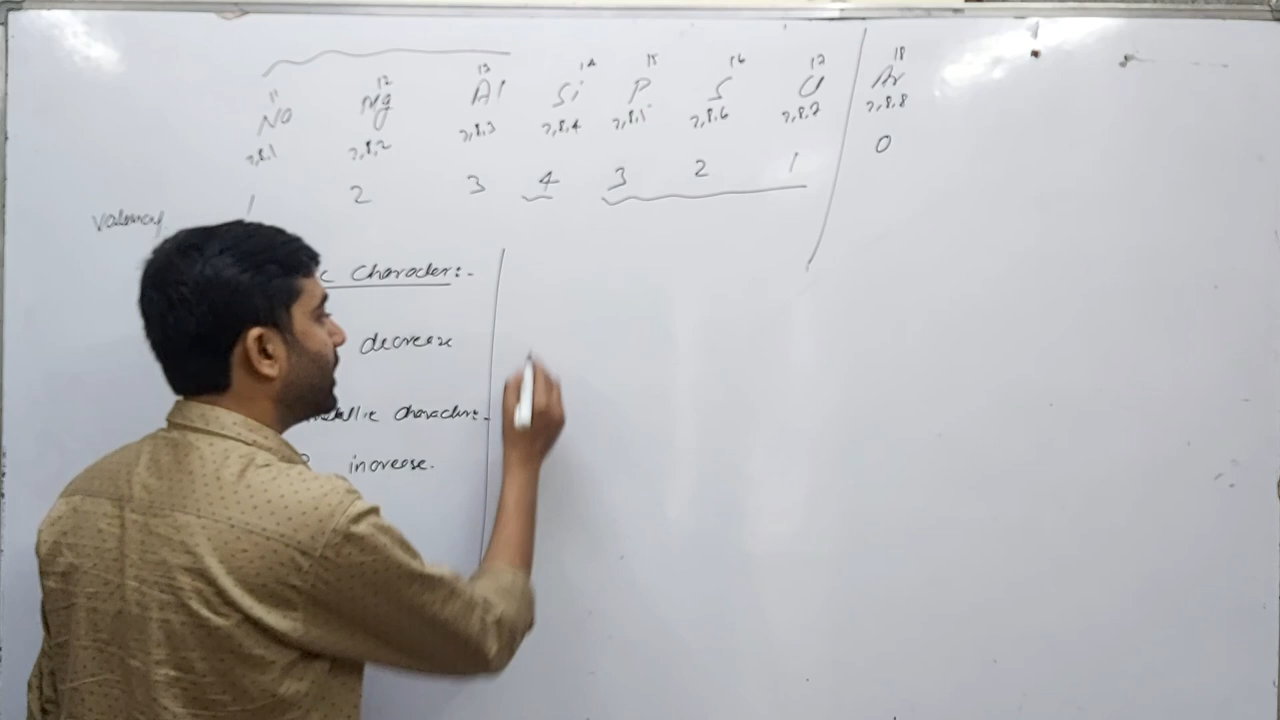 11 12 13 14 15 16 17 18
Na Mg Al Si P S Cl Ar
2,8,1 2,8,2 2,8,3 2,8,4 2,8,5 2,8,6 2,8,7 2,8,8
valency 1 2 3 4 3 2 1 0
c Character:-
decrease
metallic character:-
increase.